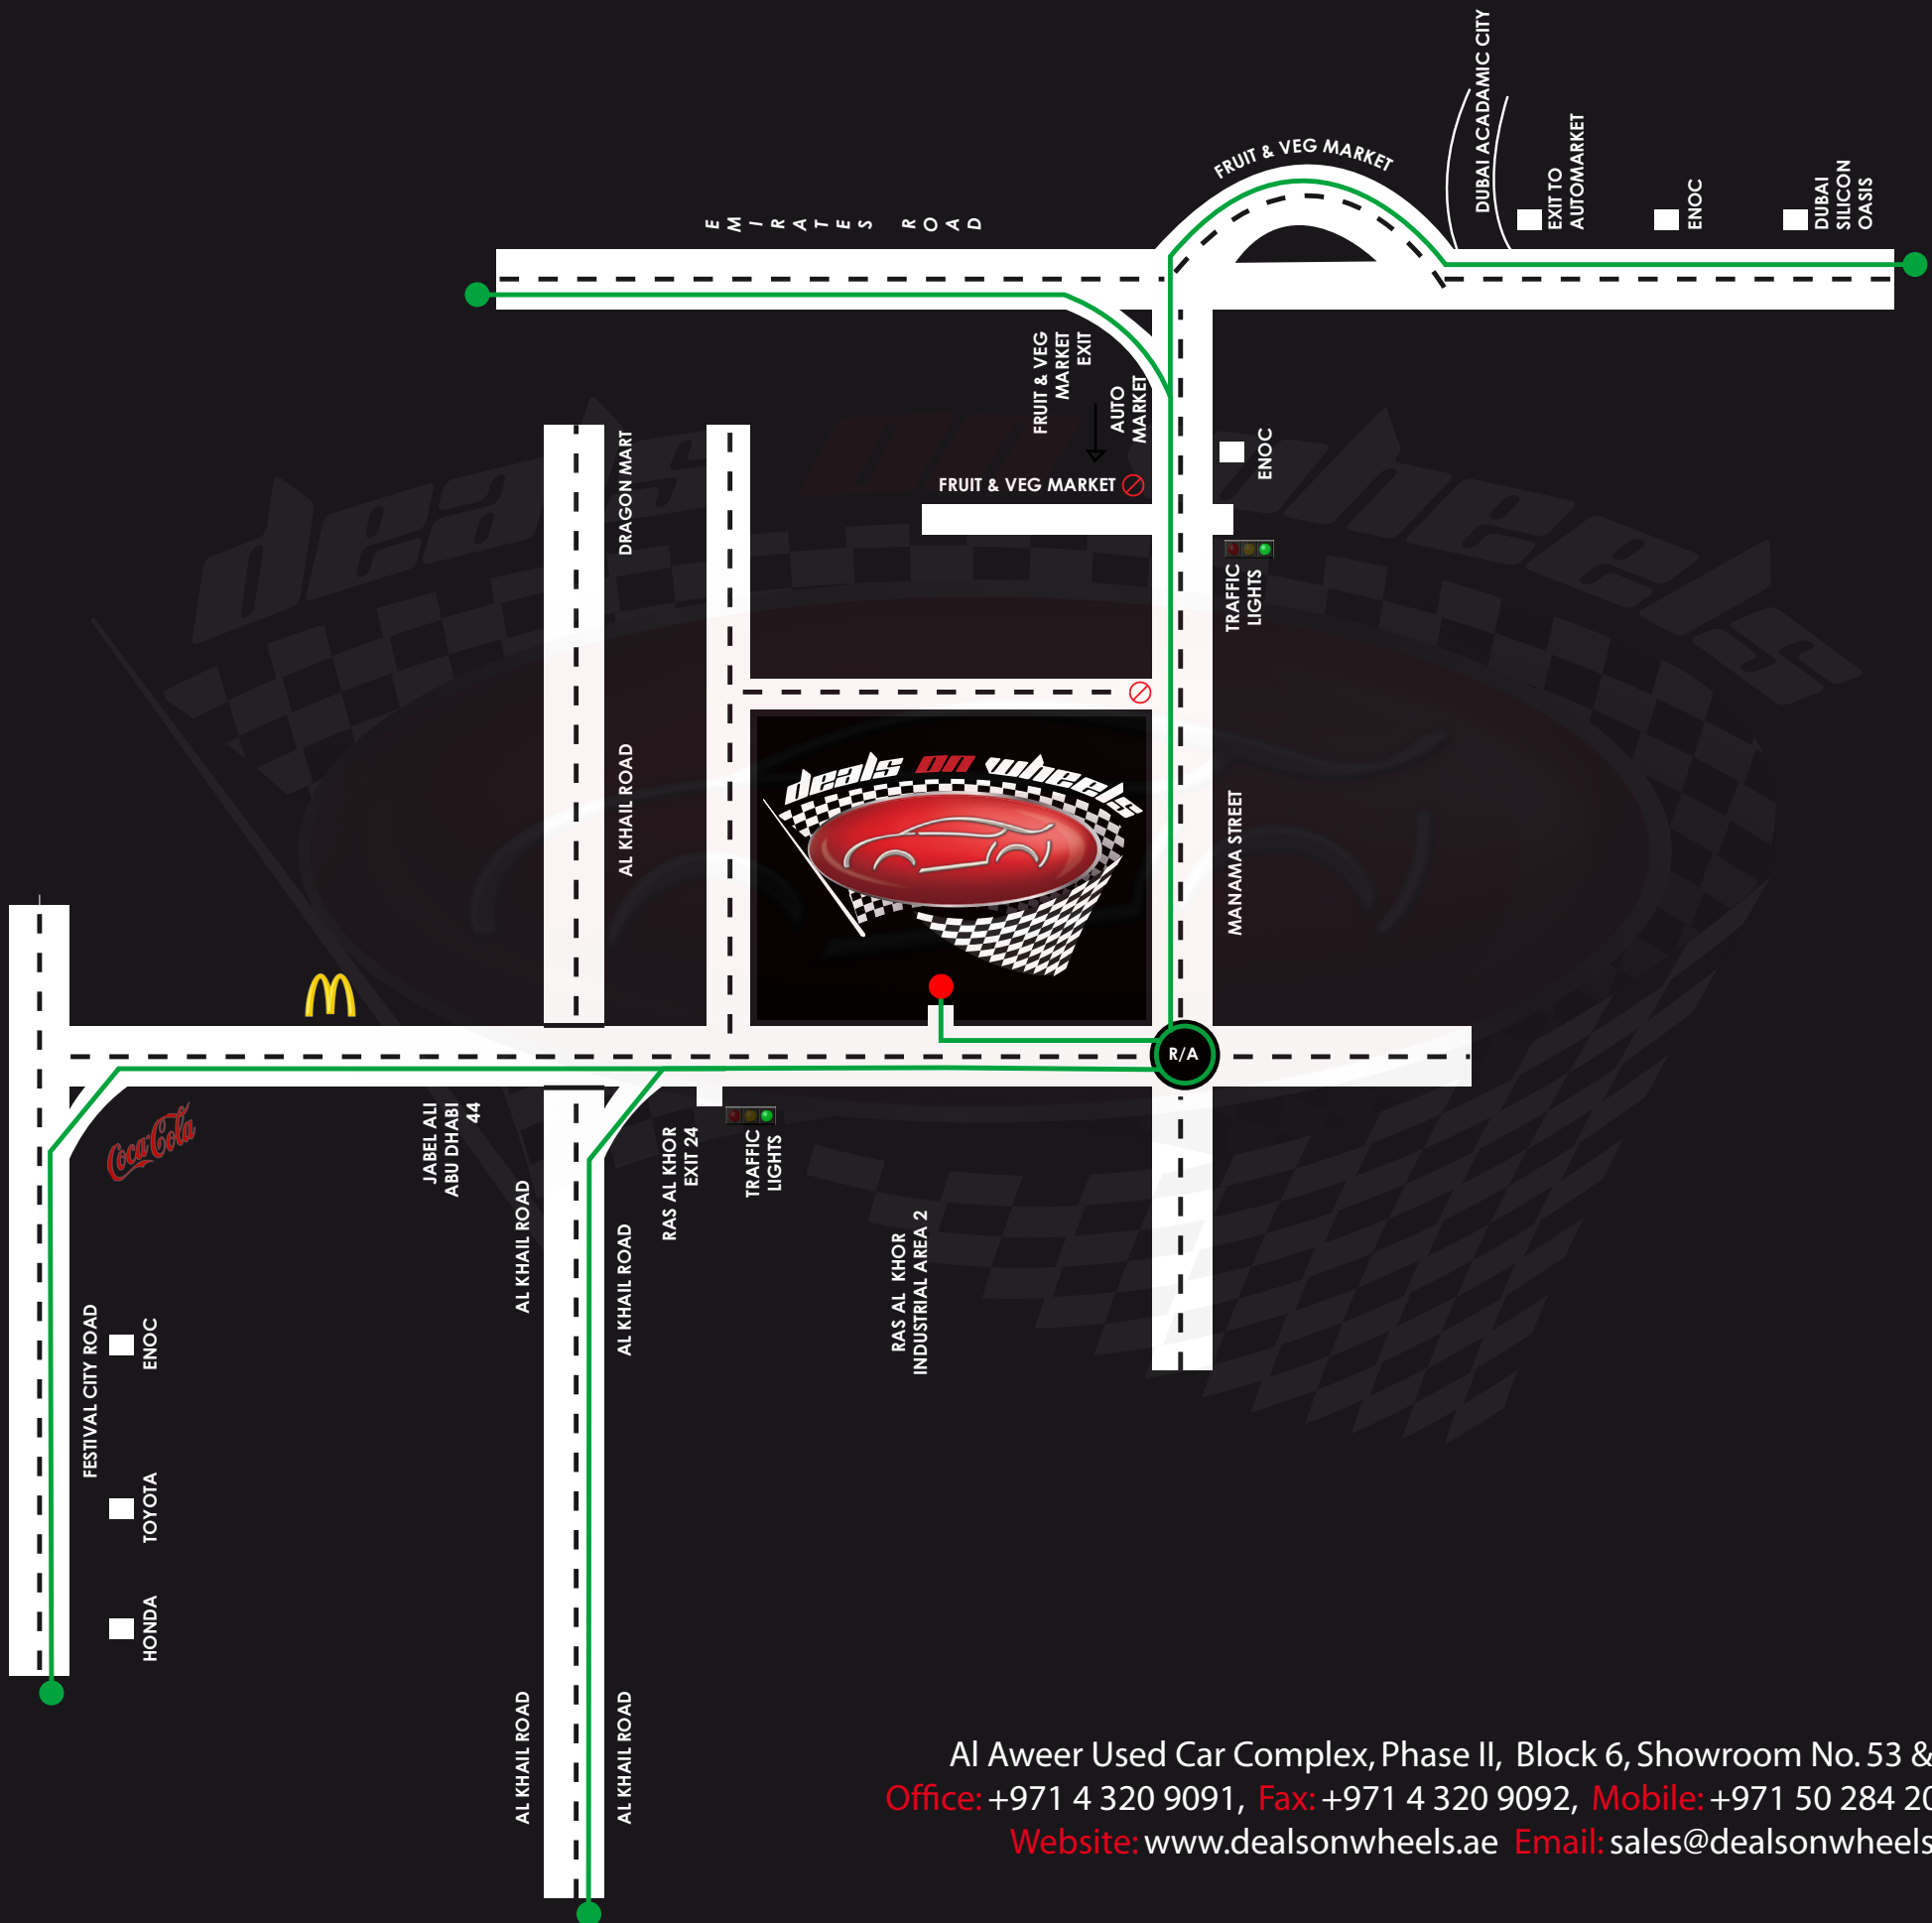 DUBAI ACADAMIC CITY
FRUIT & VEG MARKET
EXIT TO
AUTOMARKET
ENOC
DUBAI
SILICON
OASIS
EMIRATES ROAD
FRUIT & VEG
MARKET
EXIT
AUTO
MARKET
ENOC
FRUIT & VEG MARKET
DRAGON MART
TRAFFIC
LIGHTS
deals on wheels
deals on wheels
AL KHAIL ROAD
MANAMA STREET
R/A
Coca-Cola
JABEL ALI
ABU DHABI
44
RAS AL KHOR
EXIT 24
TRAFFIC
LIGHTS
AL KHAIL ROAD
AL KHAIL ROAD
RAS AL KHOR
INDUSTRIAL AREA 2
FESTIVAL CITY ROAD
ENOC
TOYOTA
HONDA
AL KHAIL ROAD
AL KHAIL ROAD
Al Aweer Used Car Complex, Phase II, Block 6, Showroom No. 53 &
Office: +971 4 320 9091, Fax: +971 4 320 9092, Mobile: +971 50 284 20
Website: www.dealsonwheels.ae Email: sales@dealsonwheels